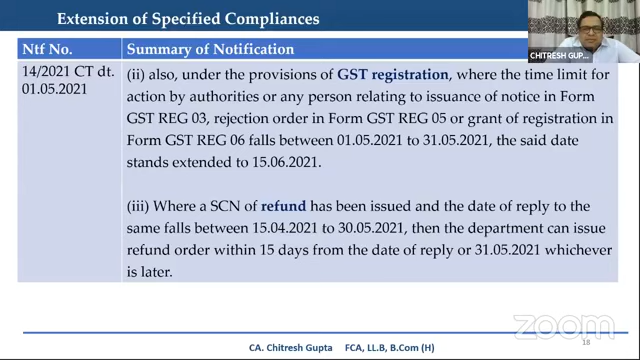 Extension of Specified Compliances
CHITRESH GUP...
Ntf No.
Summary of Notification
14/2021 CT dt.
01.05.2021
(ii) also, under the provisions of GST registration, where the time limit for
action by authorities or any person relating to issuance of notice in Form
GST REG 03, rejection order in Form GST REG 05 or grant of registration in
Form GST REG 06 falls between 01.05.2021 to 31.05.2021, the said date
stands extended to 15.06.2021.
(iii) Where a SCN of refund has been issued and the date of reply to the
same falls between 15.04.2021 to 30.05.2021, then the department can issue
refund order within 15 days from the date of reply or 31.05.2021 whichever
is later.
zoom
18
CA. Chitresh Gupta FCA, LL.B, B.Com (H)